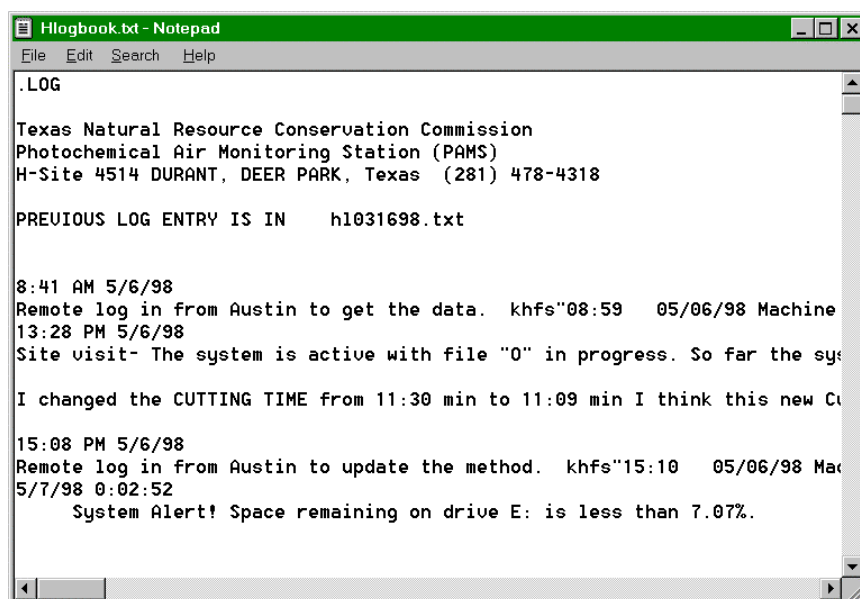 Hlogbook.txt - Notepad
File Edit Search Help
.LOG
Texas Natural Resource Conservation Commission
Photochemical Air Monitoring Station (PAMS)
H-Site 4514 DURANT, DEER PARK, Texas (281) 478-4318
PREVIOUS LOG ENTRY IS IN hl031698.txt
8:41 AM 5/6/98
Remote log in from Austin to get the data. khfs"08:59 05/06/98 Machine
13:28 PM 5/6/98
Site visit- The system is active with file "O" in progress. So far the sys
I changed the CUTTING TIME from 11:30 min to 11:09 min I think this new Cu
15:08 PM 5/6/98
Remote log in from Austin to update the method. khfs"15:10 05/06/98 Mac
5/7/98 0:02:52
System Alert! Space remaining on drive E: is less than 7.07%.